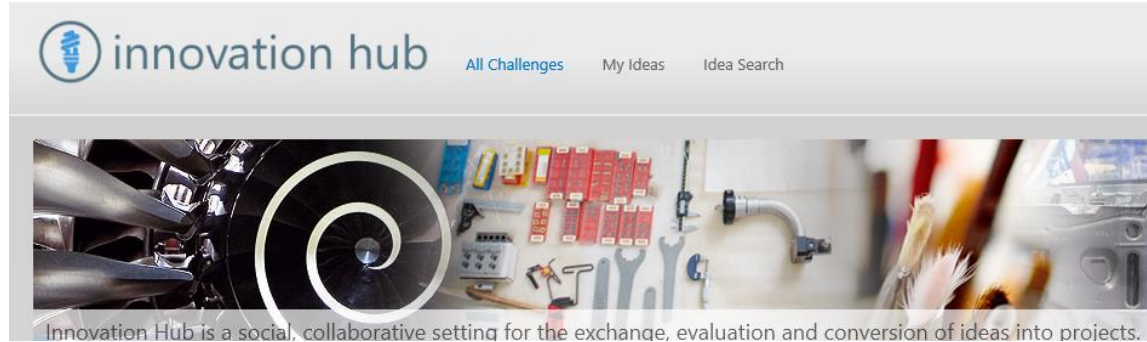 innovation hub
All Challenges My Ideas Idea Search
Innovation Hub is a social, collaborative setting for the exchange, evaluation and conversion of ideas into projects.